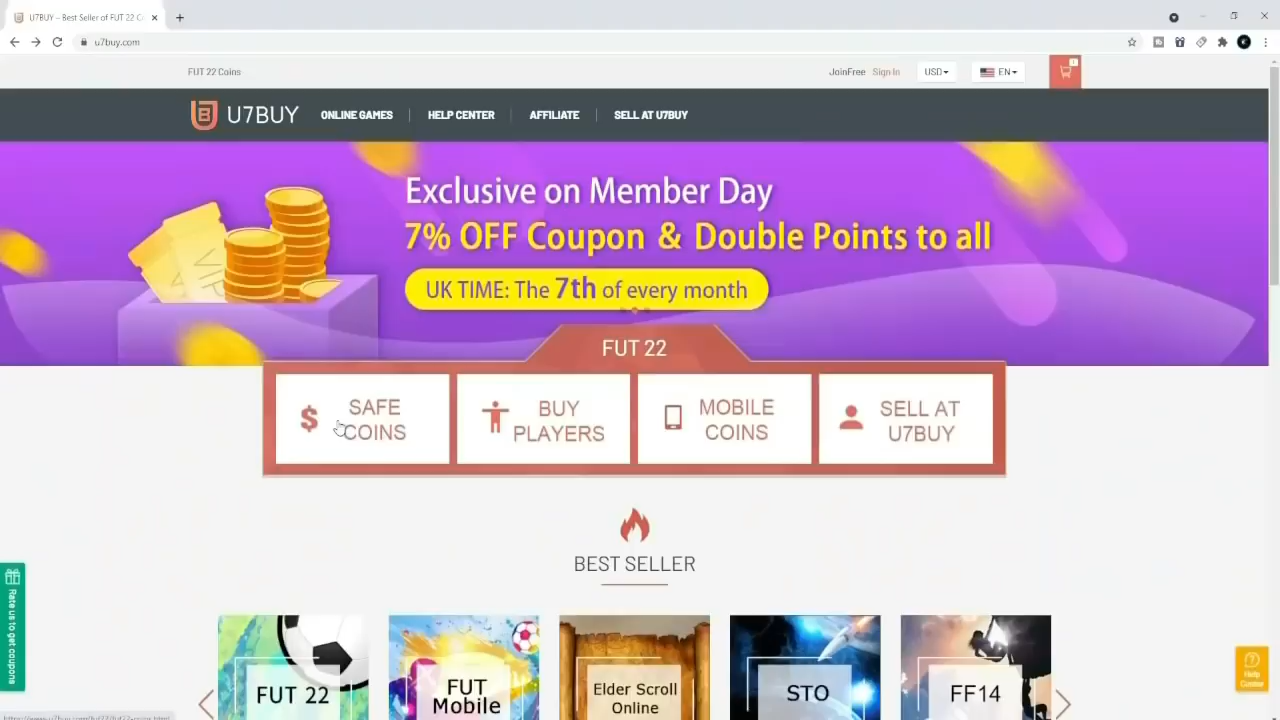 U7BUY – Best Seller of FUT 22 C
u7buy.com
FUT 22 Coins
JoinFree Sign In
USD
EN
1
U7BUY
ONLINE GAMES
HELP CENTER
AFFILIATE
SELL AT U7BUY
Exclusive on Member Day
7% OFF Coupon & Double Points to all
UK TIME: The 7th of every month
FUT 22
SAFE
COINS
BUY
PLAYERS
MOBILE
COINS
SELL AT
U7BUY
BEST SELLER
Rate us to get coupons
FUT 22
FUT
Mobile
Elder Scroll
Online
STO
FF14
Help
Center